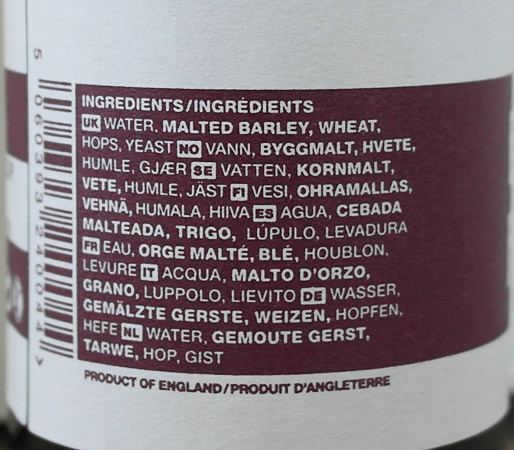 INGREDIENTS/INGRÉDIENTS
UK WATER, MALTED BARLEY, WHEAT,
HOPS, YEAST NO VANN, BYGGMALT, HVETE,
HUMLE, GJÆR SE VATTEN, KORNMALT,
VETE, HUMLE, JÄST FI VESI, OHRAMALLAS,
VEHNÄ, HUMALA, HIIVA ES AGUA, CEBADA
MALTEADA, TRIGO, LÚPULO, LEVADURA
FR EAU, ORGE MALTÉ, BLÉ, HOUBLON,
LEVURE IT ACQUA, MALTO D'ORZO,
GRANO, LUPPOLO, LIEVITO DE WASSER,
GEMÄLZTE GERSTE, WEIZEN, HOPFEN,
HEFE NL WATER, GEMOUTE GERST,
TARWE, HOP, GIST
PRODUCT OF ENGLAND/PRODUIT D'ANGLETERRE
5 060393 240044 >